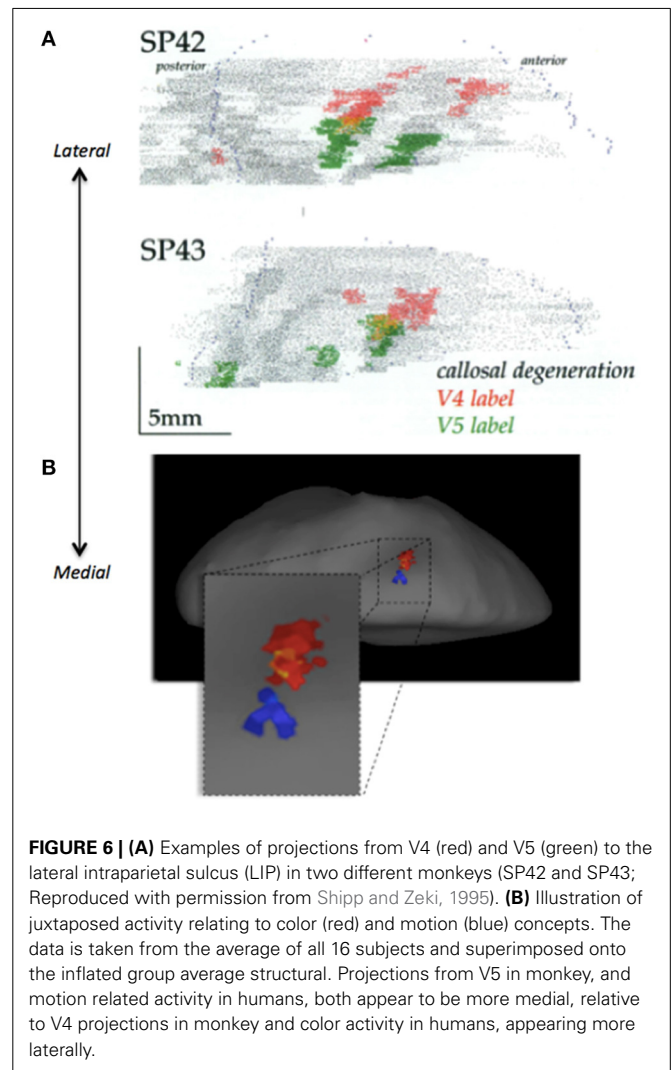 A
SP42
posterior
anterior
Lateral
SP43
callosal degeneration
V4 label
V5 label
5mm
B
Medial
FIGURE 6 | (A) Examples of projections from V4 (red) and V5 (green) to the
lateral intraparietal sulcus (LIP) in two different monkeys (SP42 and SP43;
Reproduced with permission from Shipp and Zeki, 1995). (B) Illustration of
juxtaposed activity relating to color (red) and motion (blue) concepts. The
data is taken from the average of all 16 subjects and superimposed onto
the inflated group average structural. Projections from V5 in monkey, and
motion related activity in humans, both appear to be more medial, relative
to V4 projections in monkey and color activity in humans, appearing more
laterally.